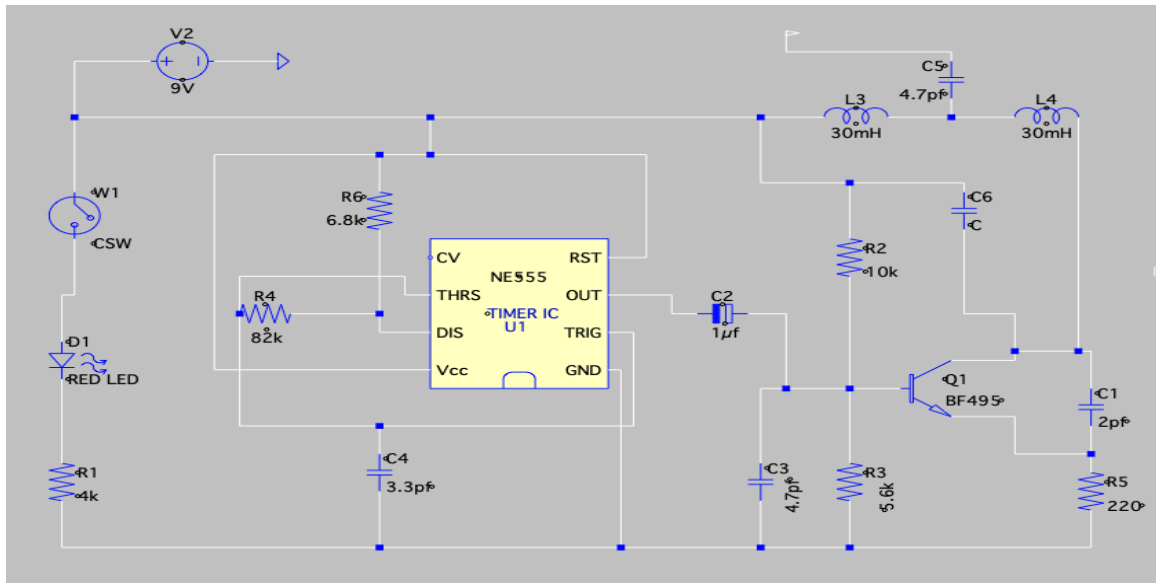 V2
+ −
9V
C5
4.7pf
L3
30mH
L4
30mH
W1
CSW
R6
6.8k
C6
C
R2
10k
CV
RST
NE555
THRS
OUT
TIMER IC
U1
DIS
TRIG
Vcc
GND
R4
82k
C2
1µf
D1
RED LED
Q1
BF495
C1
2pf
R1
4k
C4
3.3pf
C3
4.7pf
R3
5.6k
R5
220